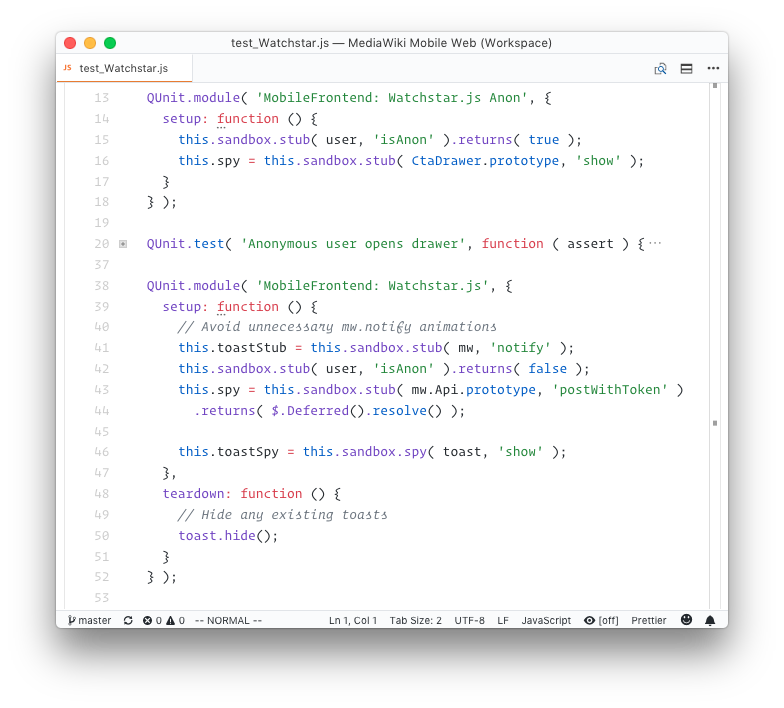 test_Watchstar.js — MediaWiki Mobile Web (Workspace)
JS test_Watchstar.js
13 QUnit.module( 'MobileFrontend: Watchstar.js Anon', {
14   setup: function () {
15     this.sandbox.stub( user, 'isAnon' ).returns( true );
16     this.spy = this.sandbox.stub( CtaDrawer.prototype, 'show' );
17   }
18 } );
19
20 QUnit.test( 'Anonymous user opens drawer', function ( assert ) {···
37
38 QUnit.module( 'MobileFrontend: Watchstar.js', {
39   setup: function () {
40     // Avoid unnecessary mw.notify animations
41     this.toastStub = this.sandbox.stub( mw, 'notify' );
42     this.sandbox.stub( user, 'isAnon' ).returns( false );
43     this.spy = this.sandbox.stub( mw.Api.prototype, 'postWithToken' )
44       .returns( $.Deferred().resolve() );
45
46     this.toastSpy = this.sandbox.spy( toast, 'show' );
47   },
48   teardown: function () {
49     // Hide any existing toasts
50     toast.hide();
51   }
52 } );
53
master 0 0 -- NORMAL -- Ln 1, Col 1 Tab Size: 2 UTF-8 LF JavaScript [off] Prettier